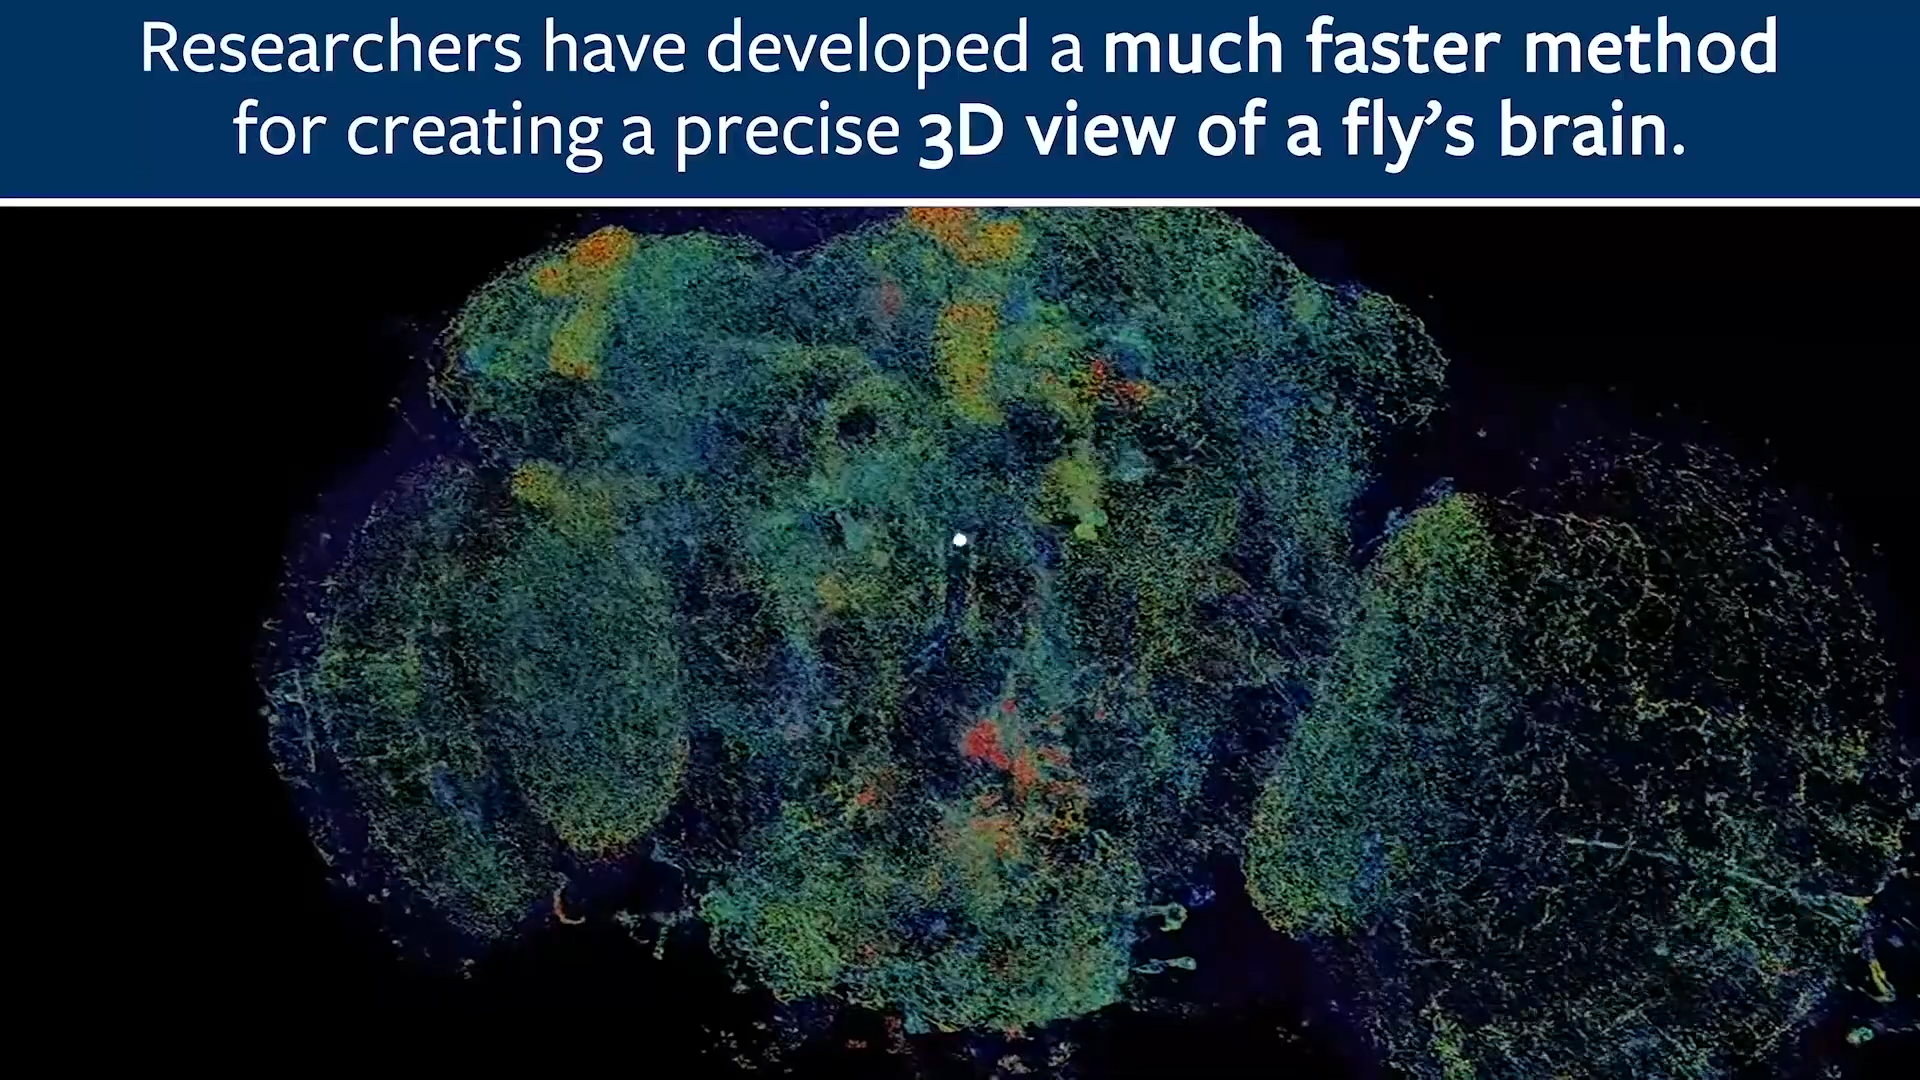 Researchers have developed a much faster method
for creating a precise 3D view of a fly’s brain.